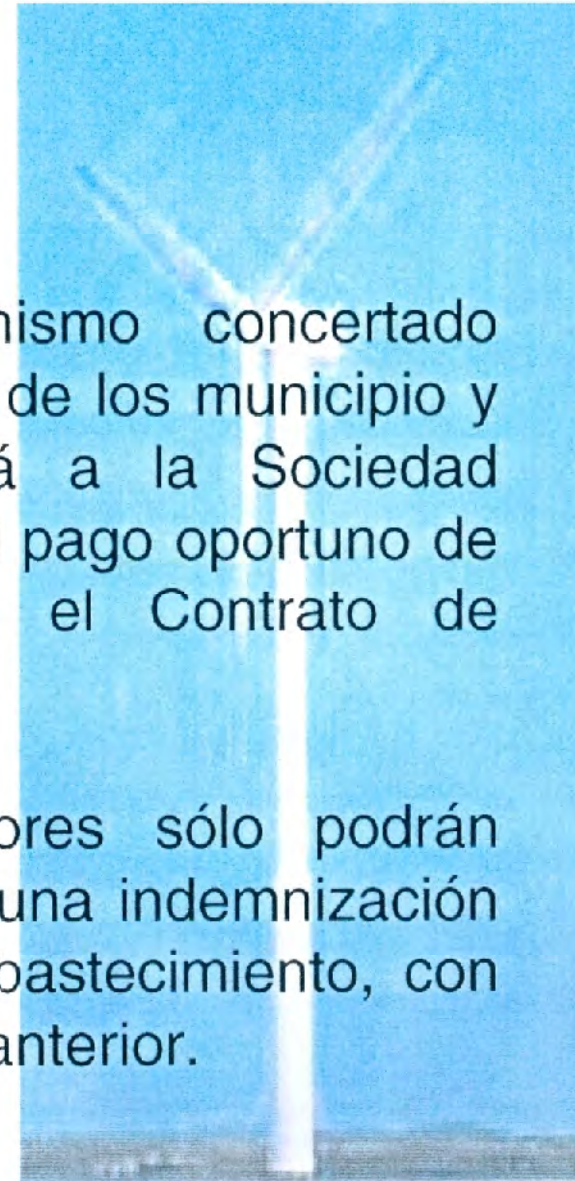 nismo concertado
de los municipio y
á a la Sociedad
pago oportuno de
el Contrato de
ores sólo podrán
una indemnización
bastecimiento, con
anterior.